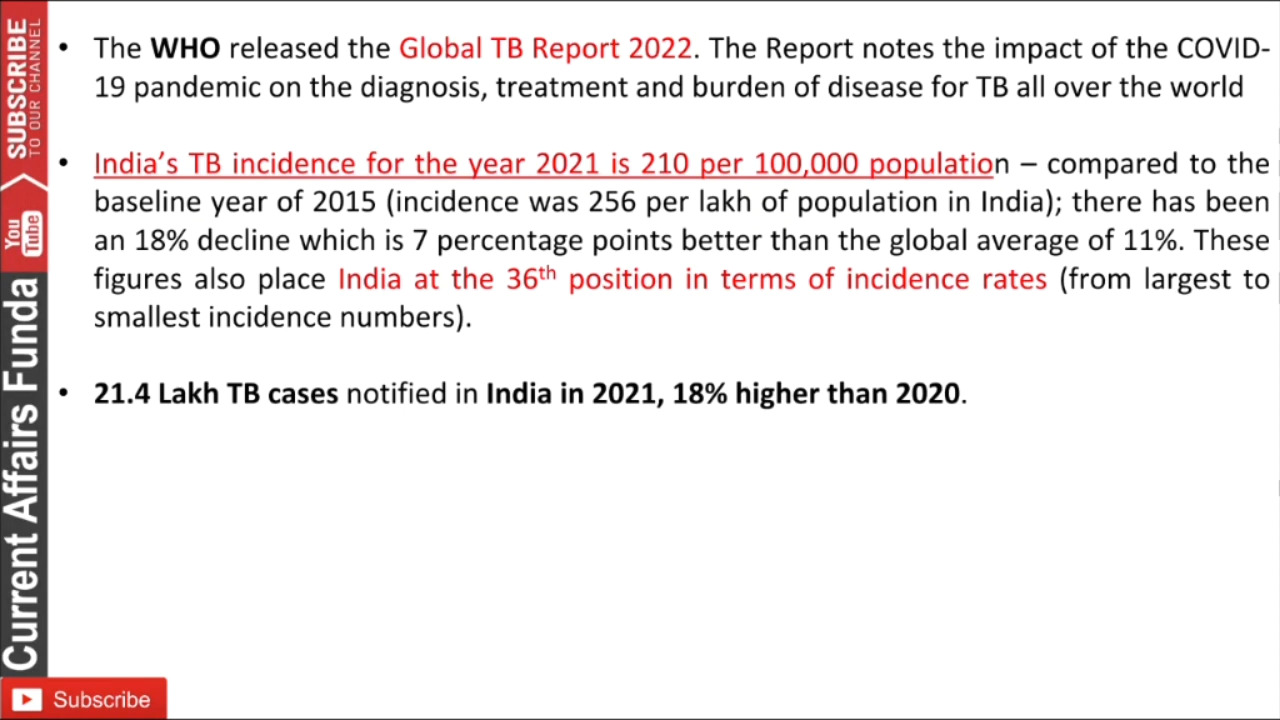 • The WHO released the Global TB Report 2022. The Report notes the impact of the COVID-
19 pandemic on the diagnosis, treatment and burden of disease for TB all over the world
• India’s TB incidence for the year 2021 is 210 per 100,000 population – compared to the
baseline year of 2015 (incidence was 256 per lakh of population in India); there has been
an 18% decline which is 7 percentage points better than the global average of 11%. These
figures also place India at the 36th position in terms of incidence rates (from largest to
smallest incidence numbers).
• 21.4 Lakh TB cases notified in India in 2021, 18% higher than 2020.
SUBSCRIBE
TO OUR CHANNEL
You
Tube
Current Affairs Funda
Subscribe